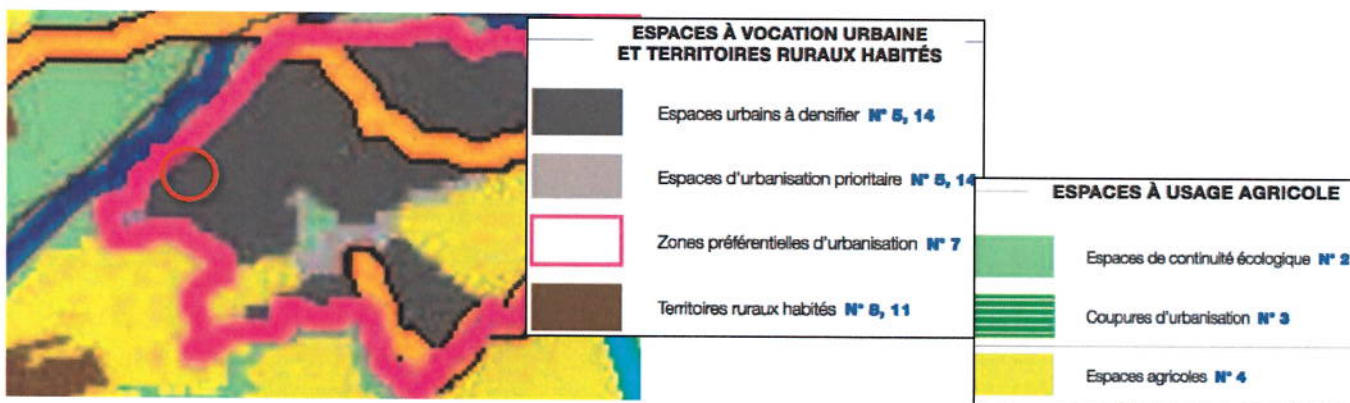 ESPACES À VOCATION URBAINE
ET TERRITOIRES RURAUX HABITÉS
Espaces urbains à densifier N° 5, 14
Espaces d'urbanisation prioritaire N° 5, 14
Zones préférentielles d'urbanisation N° 7
Territoires ruraux habités N° 8, 11
ESPACES À USAGE AGRICOLE
Espaces de continuité écologique N° 2
Coupures d'urbanisation N° 3
Espaces agricoles N° 4